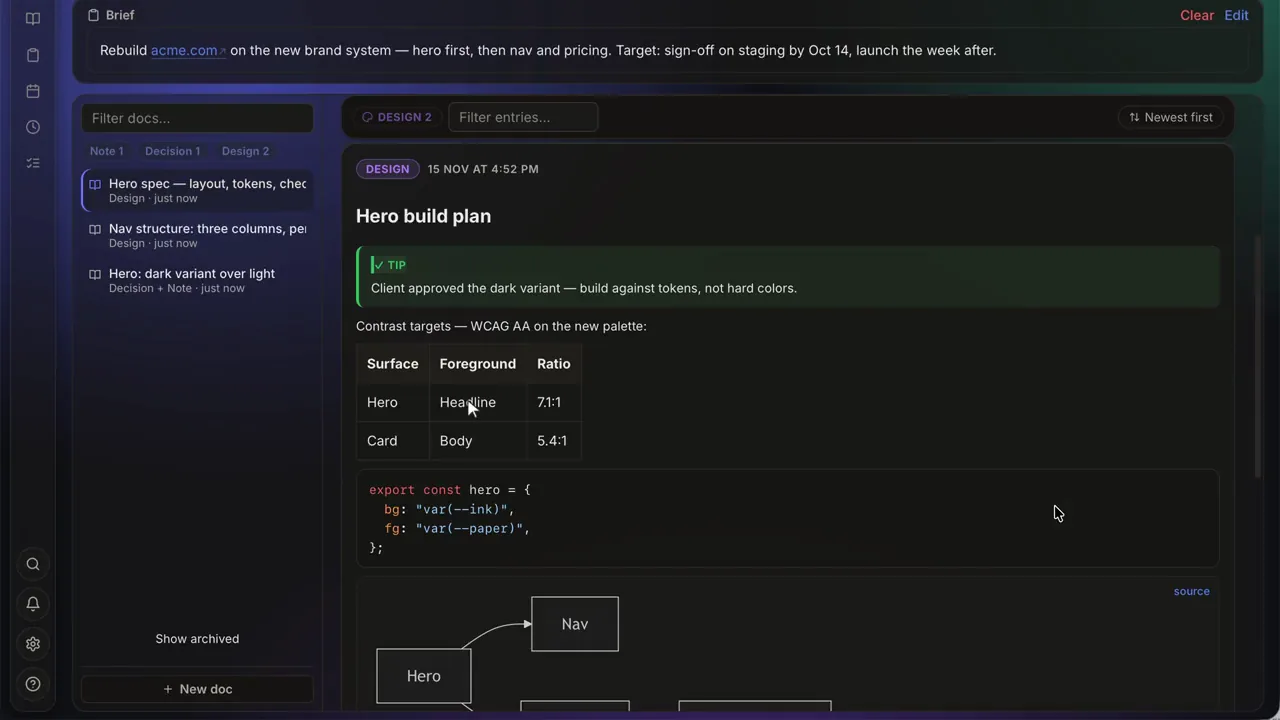 Brief
Clear Edit
Rebuild acme.com on the new brand system — hero first, then nav and pricing. Target: sign-off on staging by Oct 14, launch the week after.
Filter docs...
Note 1 Decision 1 Design 2
Hero spec — layout, tokens, chec
Design · just now
Nav structure: three columns, per
Design · just now
Hero: dark variant over light
Decision + Note · just now
Show archived
+ New doc
DESIGN 2
Filter entries...
Newest first
DESIGN 15 NOV AT 4:52 PM
Hero build plan
TIP
Client approved the dark variant — build against tokens, not hard colors.
Contrast targets — WCAG AA on the new palette:
Surface Foreground Ratio
Hero Headline 7.1:1
Card Body 5.4:1
export const hero = {
bg: "var(--ink)",
fg: "var(--paper)",
};
source
Nav
Hero